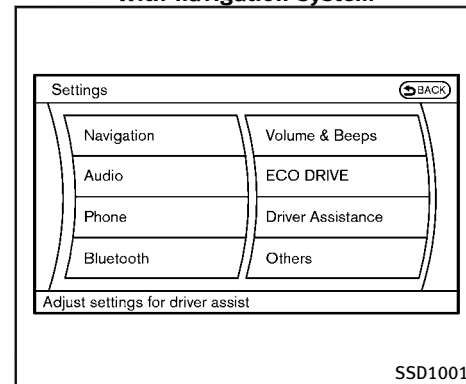 With navigation system
Settings
BACK
Navigation
Volume & Beeps
Audio
ECO DRIVE
Phone
Driver Assistance
Bluetooth
Others
Adjust settings for driver assist
SSD1001